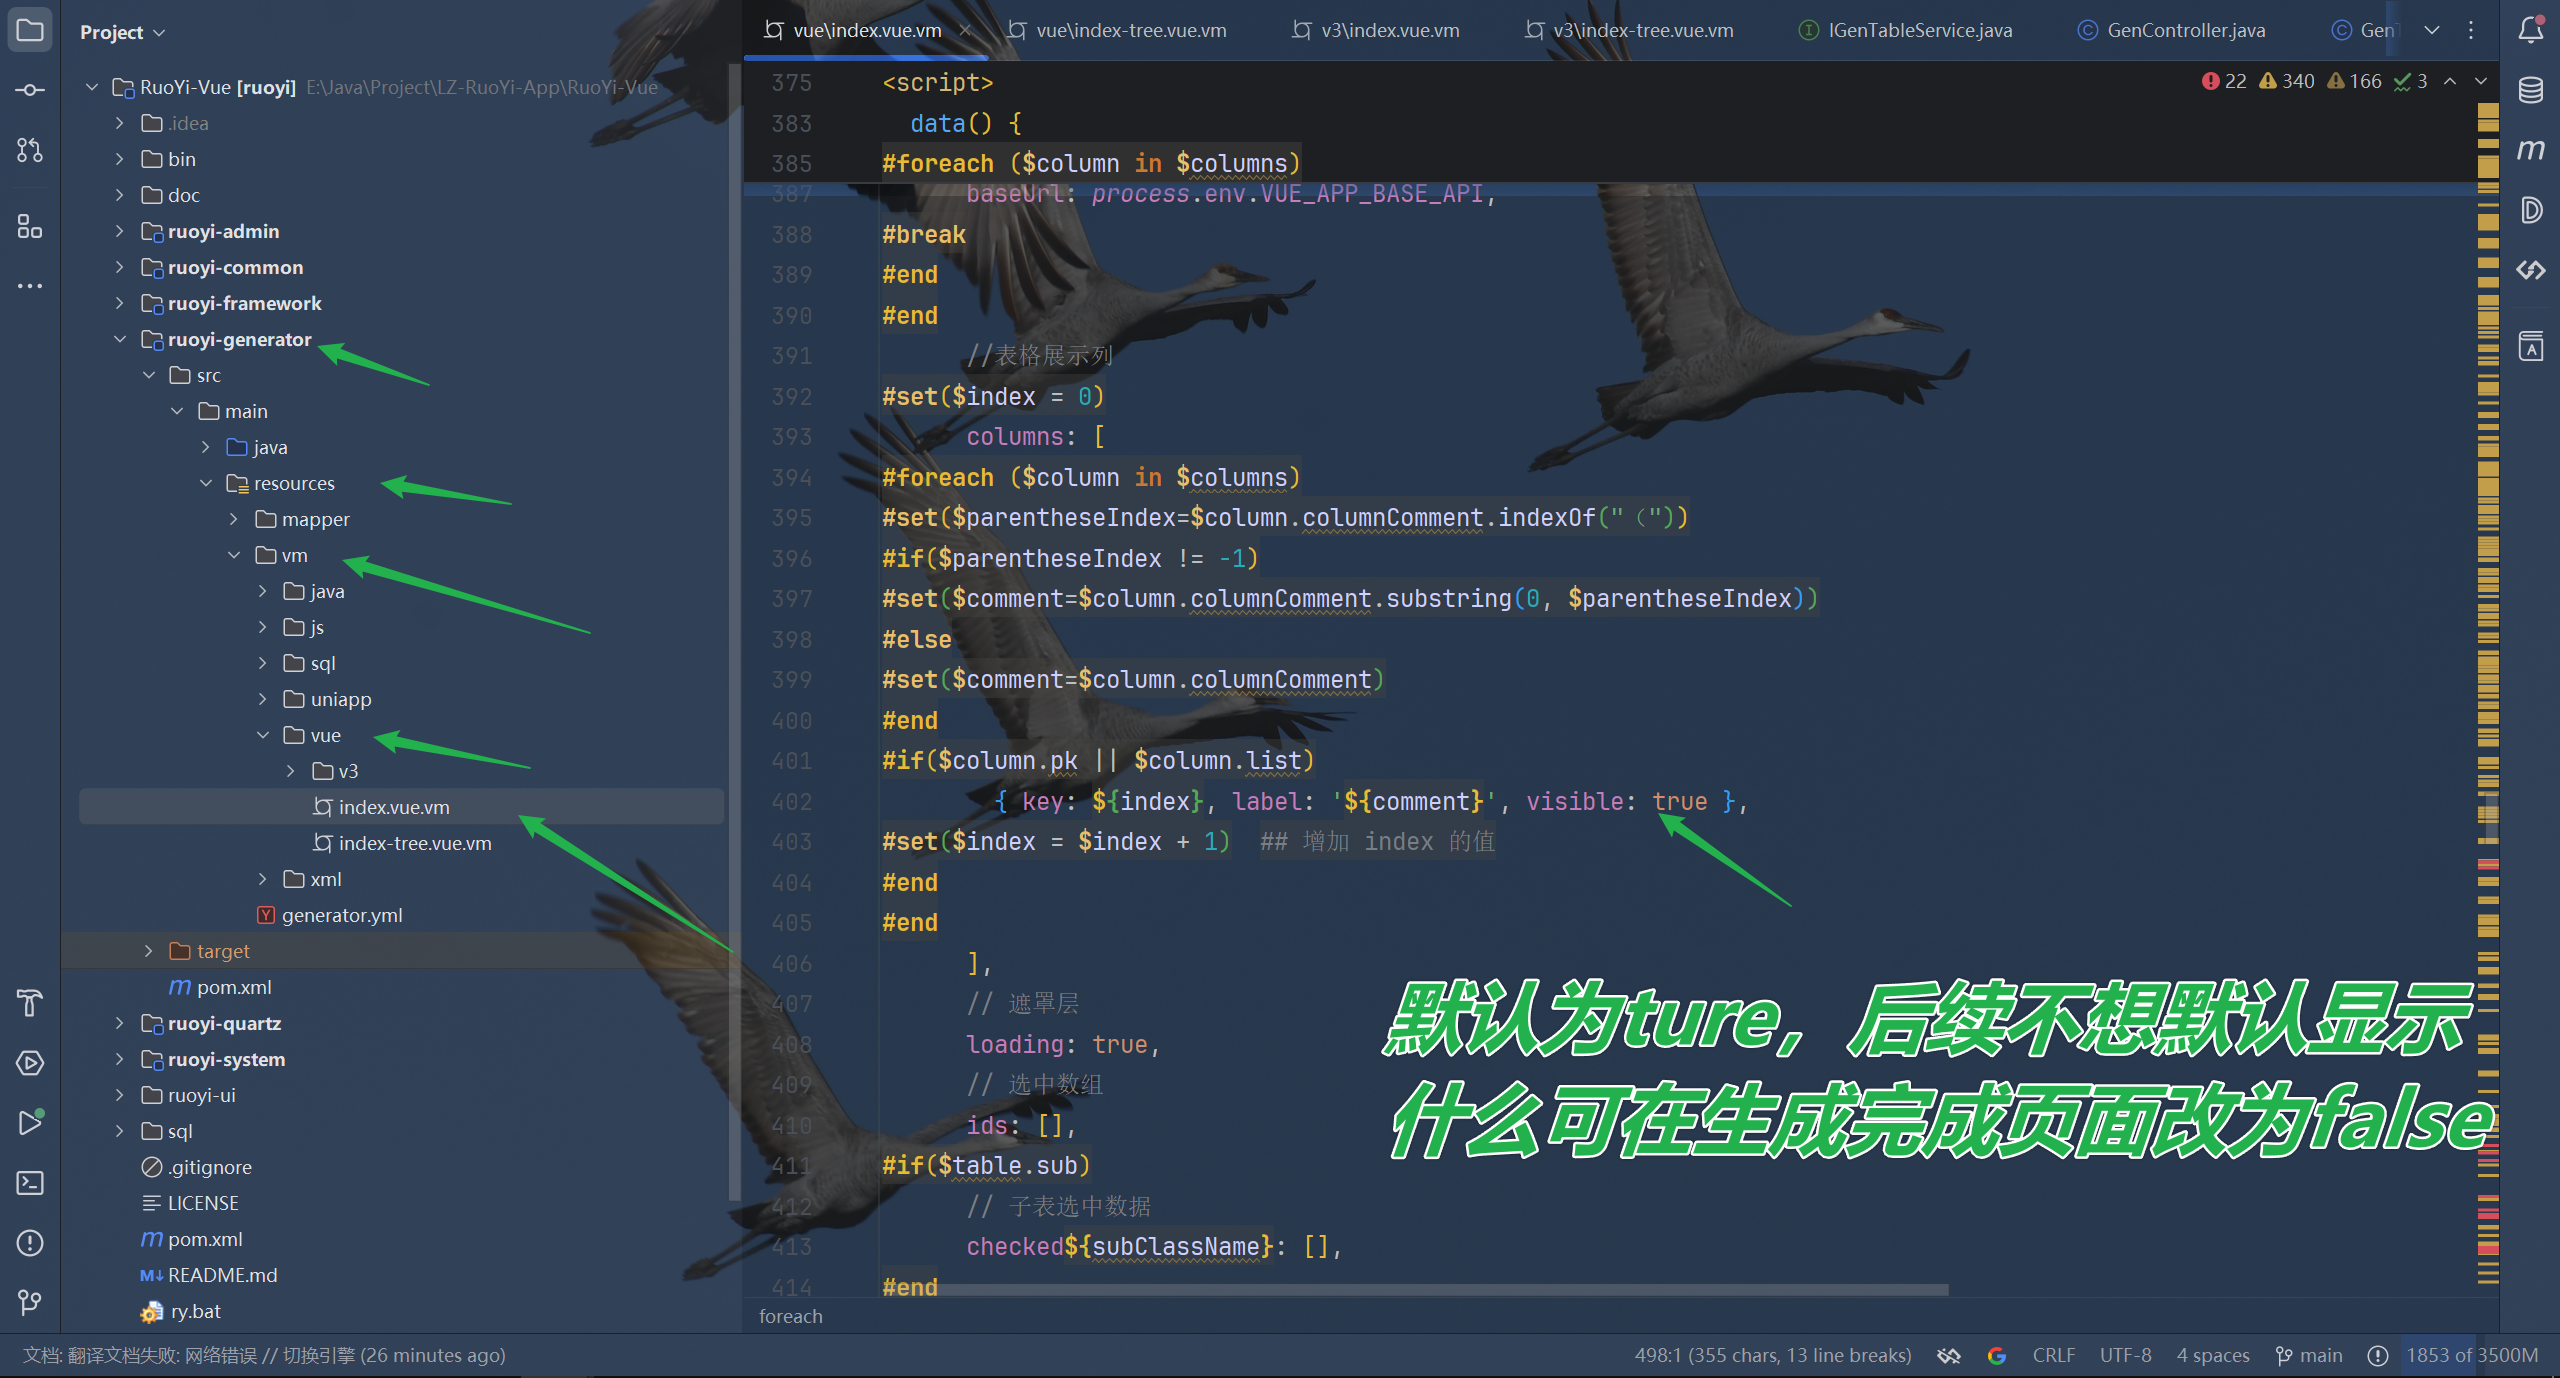 Project
RuoYi-Vue [ruoyi] E:\Java\Project\LZ-RuoYi-App\RuoYi-Vue
.idea
bin
doc
ruoyi-admin
ruoyi-common
ruoyi-framework
ruoyi-generator
src
main
java
resources
mapper
vm
java
js
sql
uniapp
vue
v3
index.vue.vm
index-tree.vue.vm
xml
generator.yml
target
pom.xml
ruoyi-quartz
ruoyi-system
ruoyi-ui
sql
.gitignore
LICENSE
pom.xml
README.md
ry.bat
vue\index.vue.vm vue\index-tree.vue.vm v3\index.vue.vm v3\index-tree.vue.vm IGenTableService.java GenController.java Gen
22 340 166 3
375 <script>
383 data() {
385 #foreach ($column in $columns)
387 baseUrl: process.env.VUE_APP_BASE_API,
388 #break
389 #end
390 #end
391 //表格展示列
392 #set($index = 0)
393 columns: [
394 #foreach ($column in $columns)
395 #set($parentheseIndex=$column.columnComment.indexOf("（"))
396 #if($parentheseIndex != -1)
397 #set($comment=$column.columnComment.substring(0, $parentheseIndex))
398 #else
399 #set($comment=$column.columnComment)
400 #end
401 #if($column.pk || $column.list)
402 { key: ${index}, label: '${comment}', visible: true },
403 #set($index = $index + 1) ## 增加 index 的值
404 #end
405 #end
406 ],
407 // 遮罩层
408 loading: true,
409 // 选中数组
410 ids: [],
411 #if($table.sub)
412 // 子表选中数据
413 checked${subClassName}: [],
414 #end
默认为ture，后续不想默认显示
什么可在生成完成页面改为false
foreach
文档: 翻译文档失败: 网络错误 // 切换引擎 (26 minutes ago)
498:1 (355 chars, 13 line breaks) CRLF UTF-8 4 spaces main 1853 of 3500M